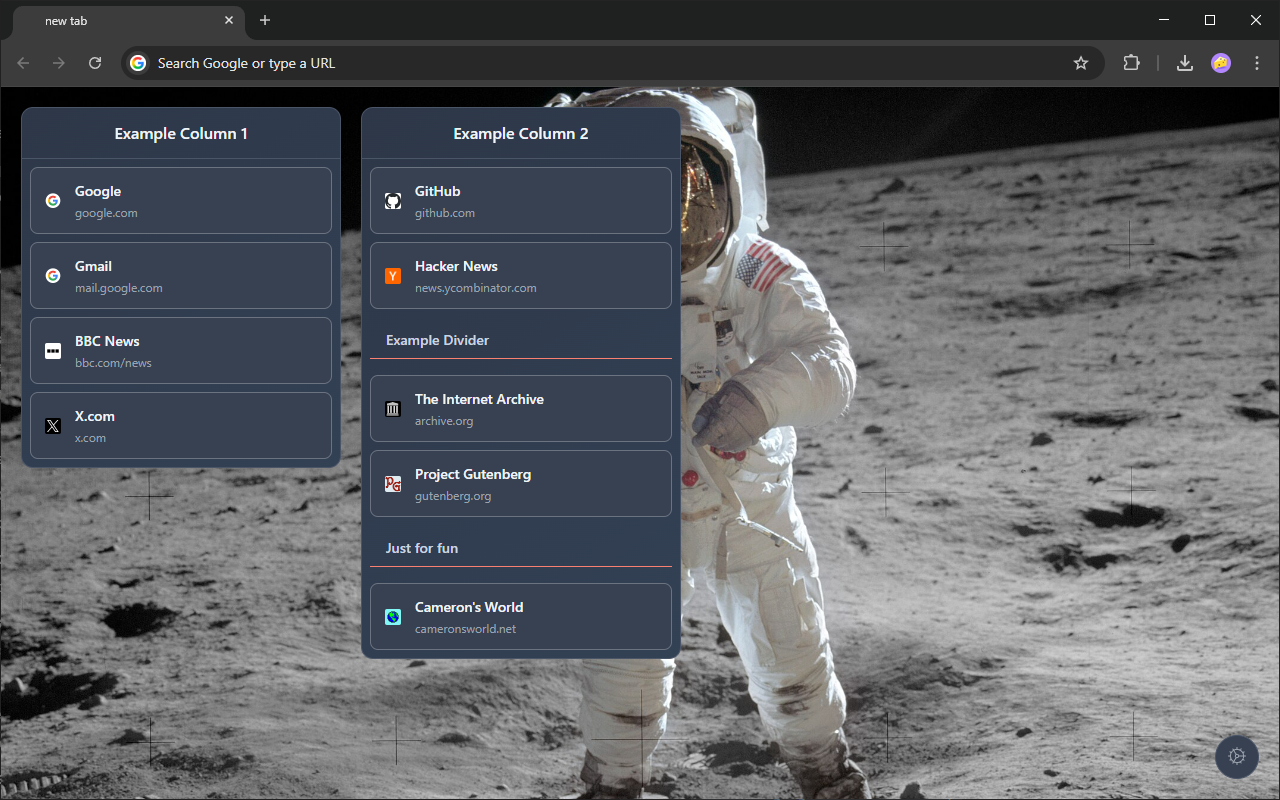 new tab
Search Google or type a URL
Example Column 1
Google
google.com
Gmail
mail.google.com
BBC News
bbc.com/news
X.com
x.com
Example Column 2
GitHub
github.com
Hacker News
news.ycombinator.com
Example Divider
The Internet Archive
archive.org
Project Gutenberg
gutenberg.org
Just for fun
Cameron's World
cameronsworld.net